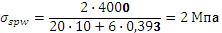 σ_spw = (2 · 4000) / (20 · 10 + 6 · 0,393) = 2 Мпа